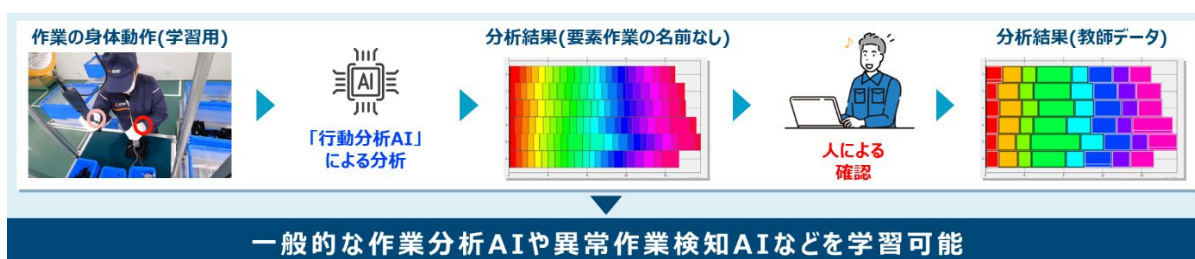 作業の身体動作(学習用)
AI
「行動分析AI」
による分析
分析結果(要素作業の名前なし)
人による
確認
分析結果(教師データ)
一般的な作業分析AIや異常作業検知AIなどを学習可能